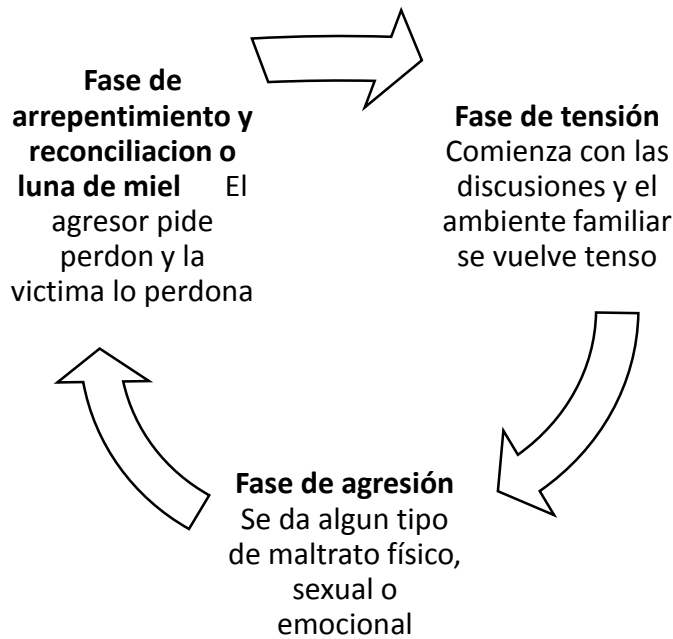 Fase de
arrepentimiento y
reconciliacion o
luna de miel El
agresor pide
perdon y la
victima lo perdona
Fase de tensión
Comienza con las
discusiones y el
ambiente familiar
se vuelve tenso
Fase de agresión
Se da algun tipo
de maltrato físico,
sexual o
emocional